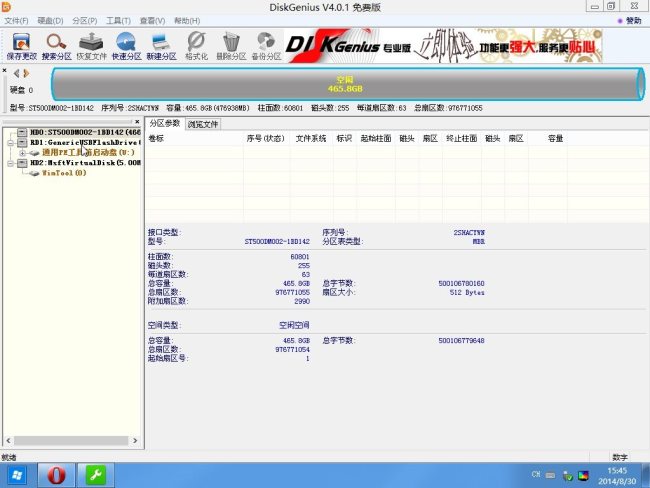 DiskGenius V4.0.1 免费版
文件(F) 硬盘(D) 分区(P) 工具(T) 查看(V) 帮助(H) 赞助
保存更改 搜索分区 恢复文件 快速分区 新建分区 格式化 删除分区 备份分区
DISKGenius 专业版 立即体验 功能更强大,服务更贴心
硬盘 0
空闲
465.8GB
型号:ST500DM002-1BD142 序列号:2SHACYWN 容量:465.8GB(476938MB) 柱面数:60801 磁头数:255 每道扇区数:63 总扇区数:976771055
HD0:ST500DM002-1BD142(466
RD1:GenericUSBFlashDrive(
通用PE工具箱启动盘(U:)
HD2:MsftVirtualDisk(5.00M
WimTool(0)
分区参数 浏览文件
卷标 序号(状态) 文件系统 标识 起始柱面 磁头 扇区 终止柱面 磁头 扇区 容量
接口类型: 序列号: 2SHACYWN
型号: ST500DM002-1BD142 分区表类型: MBR
柱面数: 60801
磁头数: 255
每道扇区数: 63
总容量: 465.8GB 总字节数: 500106780160
总扇区数: 976771055 扇区大小: 512 Bytes
附加扇区数: 2990
空间类型: 空闲空间
总容量: 465.8GB 总字节数: 500106779648
总扇区数: 976771054
起始扇区号: 1
就绪 数字
CH 15:45
2014/8/30